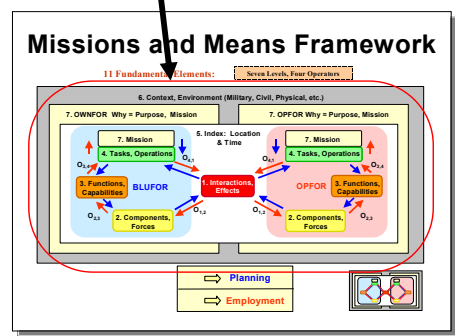 Missions and Means Framework
11 Fundamental Elements: Seven Levels, Four Operators
6. Context, Environment (Military, Civil, Physical, etc.)
7. OWNFOR Why = Purpose, Mission
7. OPFOR Why = Purpose, Mission
5. Index: Location
& Time
7. Mission
4. Tasks, Operations
O2,4
O4,1
3. Functions,
Capabilities
BLUFOR
O2,3
2. Components,
Forces
O1,2
1. Interactions,
Effects
7. Mission
4. Tasks, Operations
O4,1
O2,4
OPFOR
3. Functions,
Capabilities
O2,3
2. Components,
Forces
O1,2
Planning
Employment